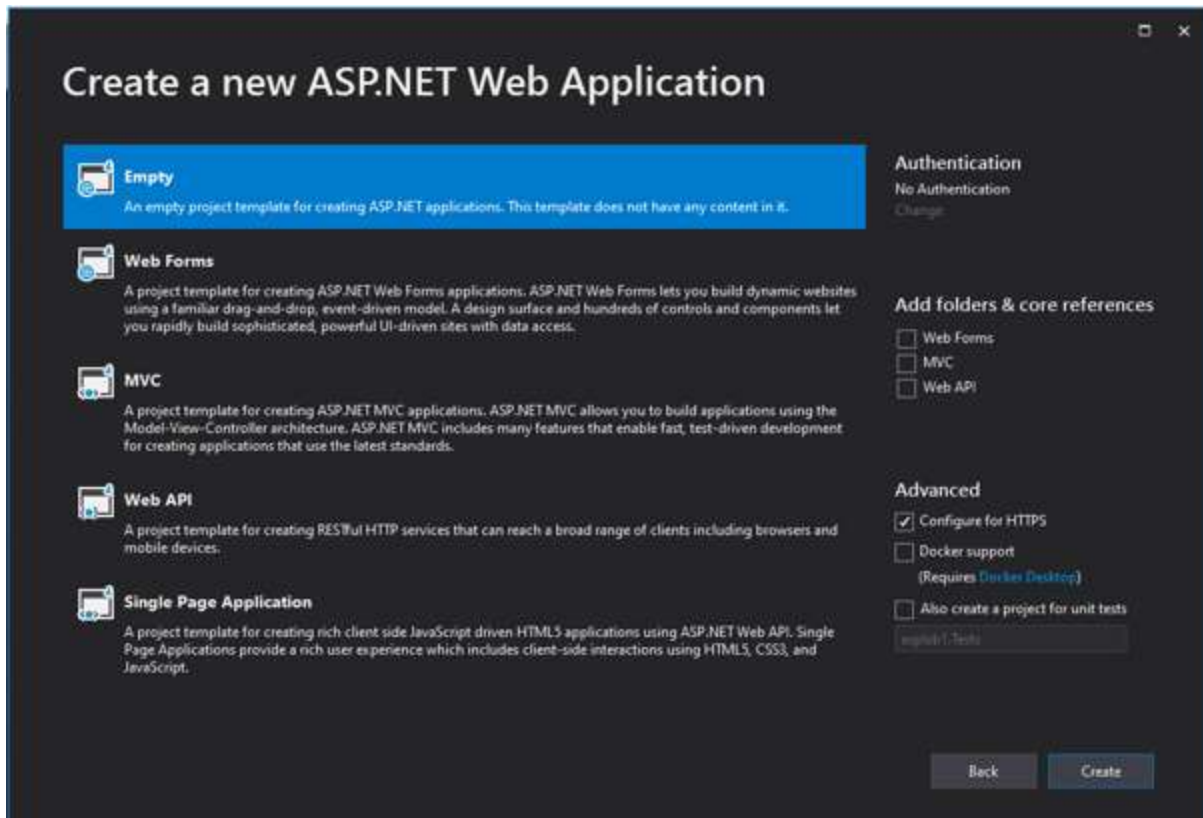 Create a new ASP.NET Web Application
Empty
An empty project template for creating ASP.NET applications. This template does not have any content in it.
Web Forms
A project template for creating ASP.NET Web Forms applications. ASP.NET Web Forms lets you build dynamic websites
using a familiar drag-and-drop, event-driven model. A design surface and hundreds of controls and components let
you rapidly build sophisticated, powerful UI-driven sites with data access.
MVC
A project template for creating ASP.NET MVC applications. ASP.NET MVC allows you to build applications using the
Model-View-Controller architecture. ASP.NET MVC includes many features that enable fast, test-driven development
for creating applications that use the latest standards.
Web API
A project template for creating RESTful HTTP services that can reach a broad range of clients including browsers and
mobile devices.
Single Page Application
A project template for creating rich client side JavaScript driven HTML5 applications using ASP.NET Web API. Single
Page Applications provide a rich user experience which includes client-side interactions using HTML5, CSS3, and
JavaScript.
Authentication
No Authentication
Change
Add folders & core references
Web Forms
MVC
Web API
Advanced
Configure for HTTPS
Docker support
(Requires Docker Desktop)
Also create a project for unit tests
Back
Create